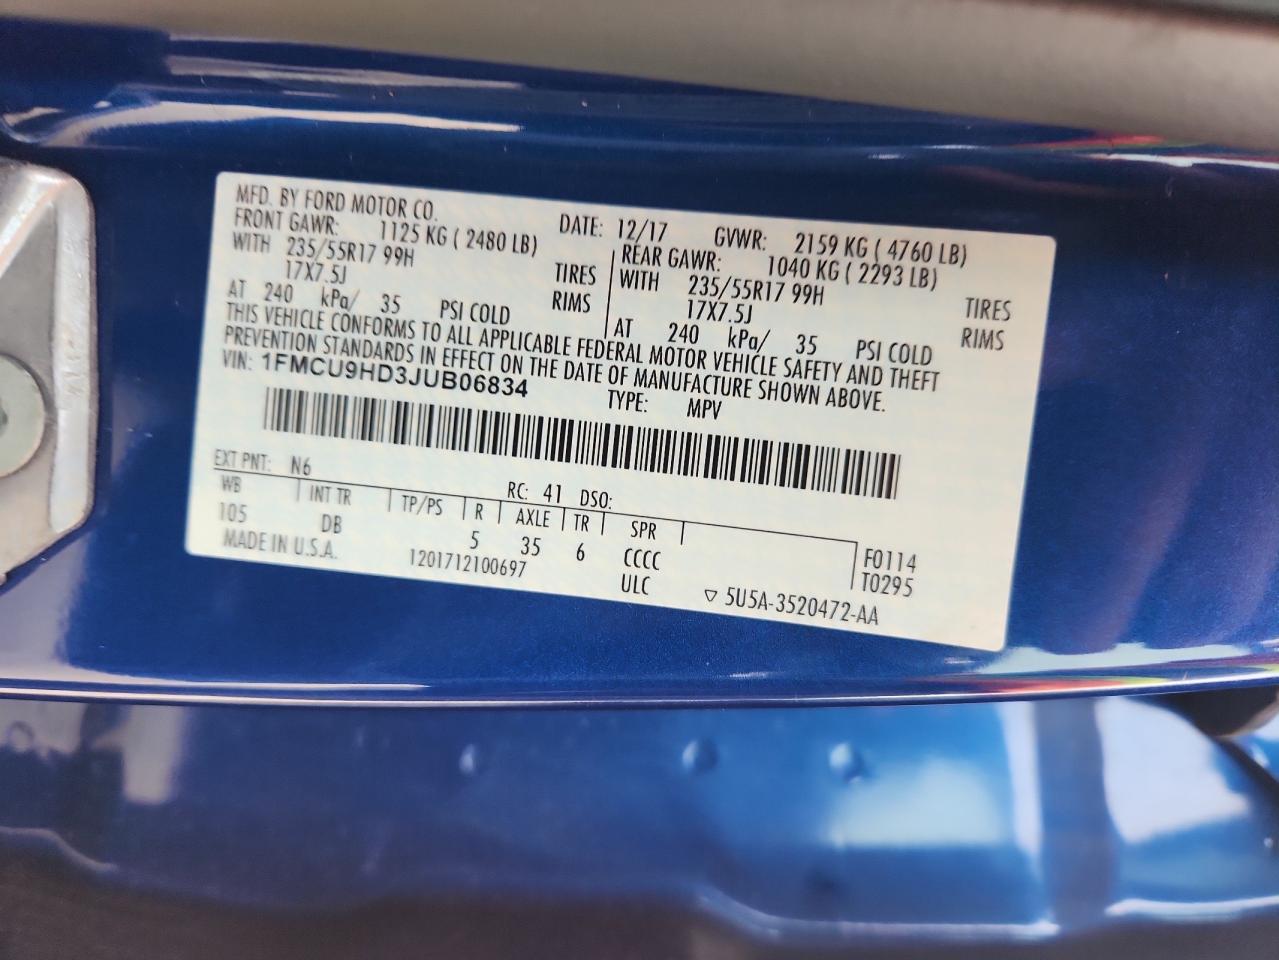 MFD. BY FORD MOTOR CO.
DATE: 12/17 GVWR: 2159 KG ( 4760 LB)
FRONT GAWR: 1125 KG ( 2480 LB)
WITH 235/55R17 99H TIRES
17X7.5J RIMS
AT 240 kPa/ 35 PSI COLD
REAR GAWR: 1040 KG ( 2293 LB)
WITH 235/55R17 99H TIRES
17X7.5J RIMS
AT 240 kPa/ 35 PSI COLD
THIS VEHICLE CONFORMS TO ALL APPLICABLE FEDERAL MOTOR VEHICLE SAFETY AND THEFT
PREVENTION STANDARDS IN EFFECT ON THE DATE OF MANUFACTURE SHOWN ABOVE.
VIN: 1FMCU9HD3JUB06834 TYPE: MPV
EXT PNT: N6 RC: 41 DSO:
WB INT TR TP/PS R AXLE TR SPR
105 DB 5 35 6 CCCC F0114
MADE IN U.S.A. 1201712100697 ULC T0295
▽ 5U5A-3520472-AA